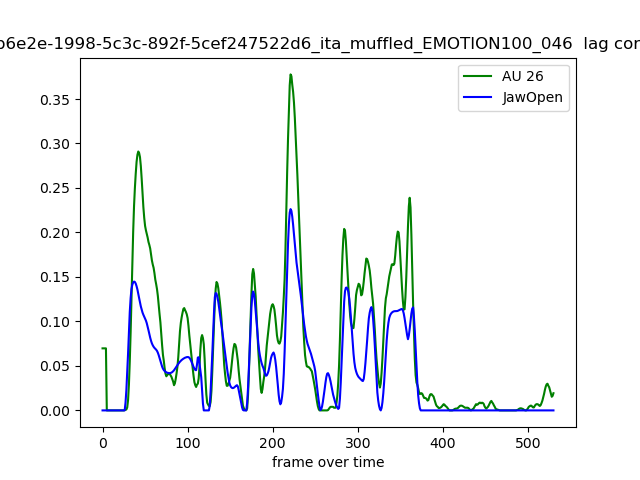 b6e2e-1998-5c3c-892f-5cef247522d6_ita_muffled_EMOTION100_046  lag cor
AU 26
JawOpen
0.35
0.30
0.25
0.20
0.15
0.10
0.05
0.00
0 100 200 300 400 500
frame over time